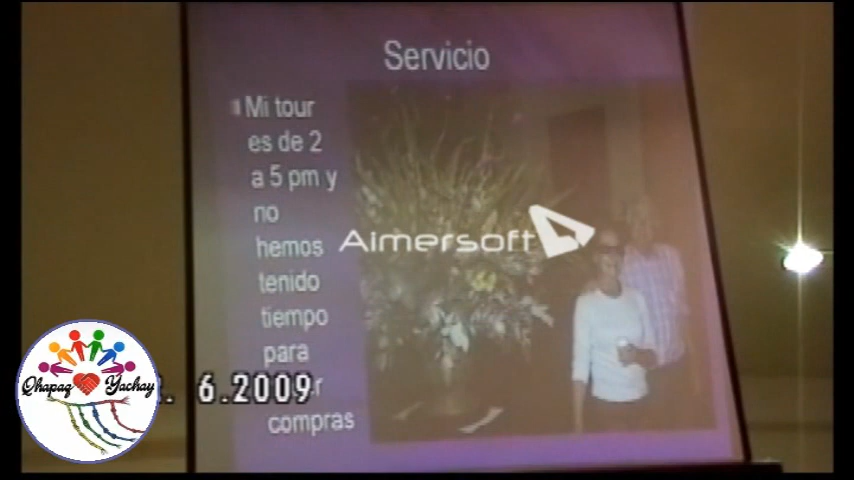 Servicio
Mi tour
es de 2
a 5 pm y
no
hemos
tenido
tiempo
para
compras
Aimersoft
Qhapaq Yachay
6.2009